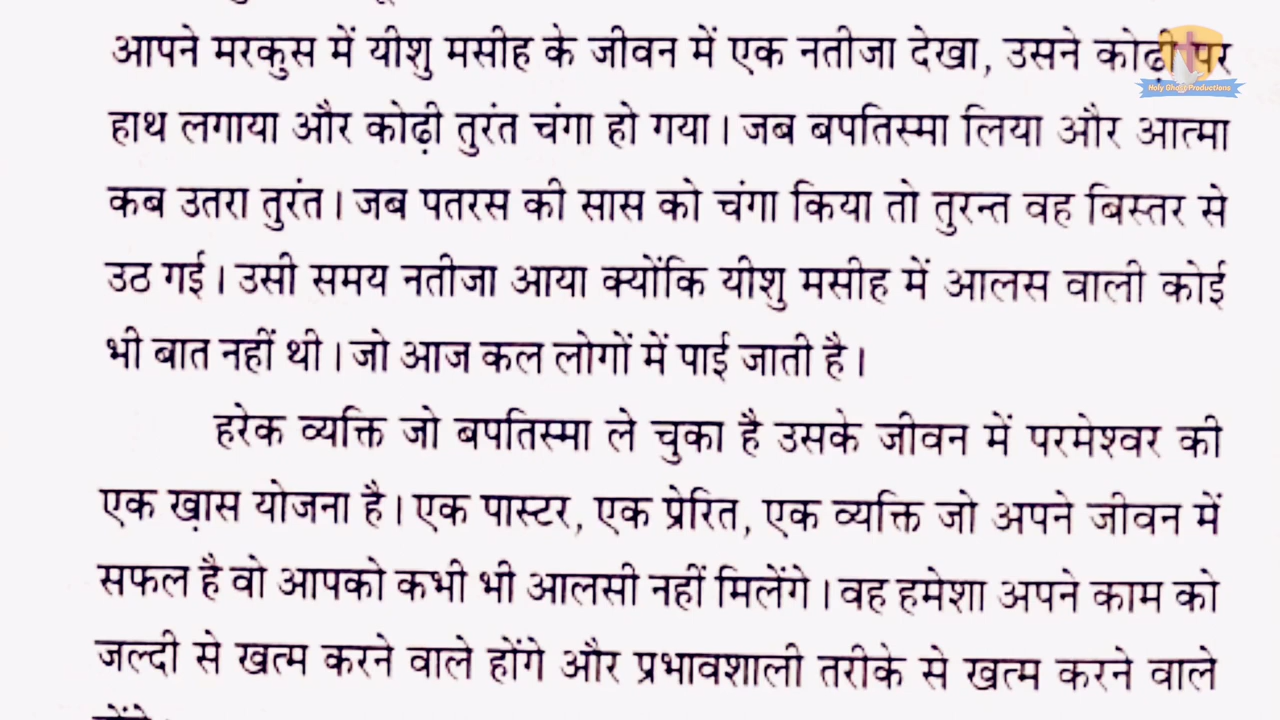 आपने मरकुस में यीशु मसीह के जीवन में एक नतीजा देखा, उसने कोढ़ी पर
हाथ लगाया और कोढ़ी तुरंत चंगा हो गया। जब बपतिस्मा लिया और आत्मा
कब उतरा तुरंत। जब पतरस की सास को चंगा किया तो तुरन्त वह बिस्तर से
उठ गई। उसी समय नतीजा आया क्योंकि यीशु मसीह में आलस वाली कोई
भी बात नहीं थी। जो आज कल लोगों में पाई जाती है।
हरेक व्यक्ति जो बपतिस्मा ले चुका है उसके जीवन में परमेश्वर की
एक ख़ास योजना है। एक पास्टर, एक प्रेरित, एक व्यक्ति जो अपने जीवन में
सफल है वो आपको कभी भी आलसी नहीं मिलेंगे। वह हमेशा अपने काम को
जल्दी से खत्म करने वाले होंगे और प्रभावशाली तरीके से खत्म करने वाले
Holy Ghost Productions